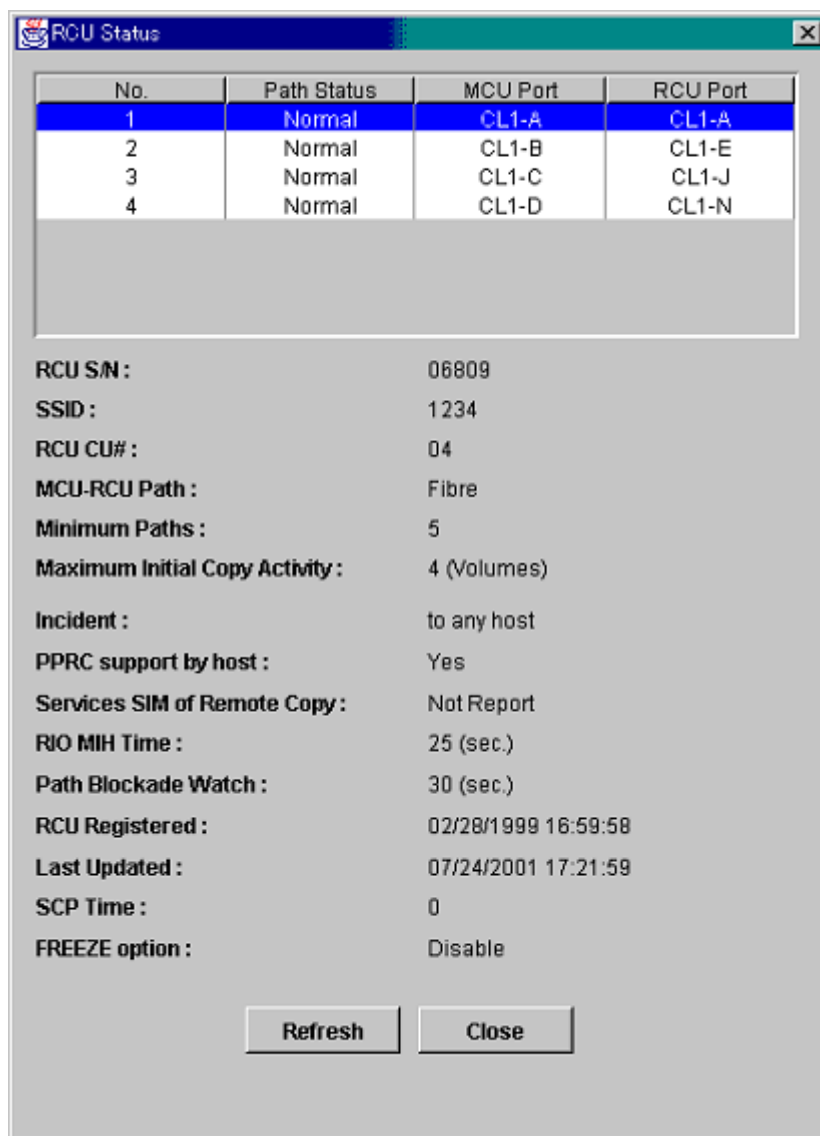 RCU Status
No. Path Status MCU Port RCU Port
1 Normal CL1-A CL1-A
2 Normal CL1-B CL1-E
3 Normal CL1-C CL1-J
4 Normal CL1-D CL1-N
RCU S/N : 06809
SSID : 1234
RCU CU# : 04
MCU-RCU Path : Fibre
Minimum Paths : 5
Maximum Initial Copy Activity : 4 (Volumes)
Incident : to any host
PPRC support by host : Yes
Services SIM of Remote Copy : Not Report
RIO MIH Time : 25 (sec.)
Path Blockade Watch : 30 (sec.)
RCU Registered : 02/28/1999 16:59:58
Last Updated : 07/24/2001 17:21:59
SCP Time : 0
FREEZE option : Disable
Refresh Close